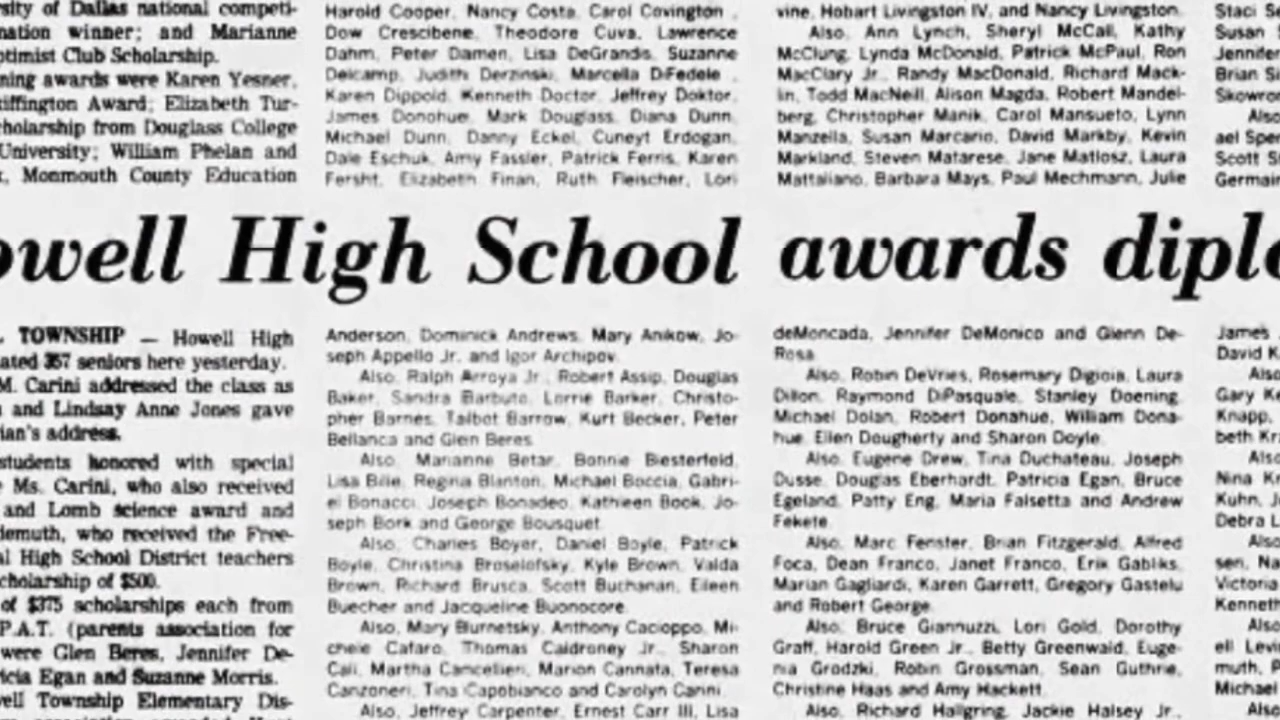 rsity of Dallas national competi-
nation winner; and Marianne
ptimist Club Scholarship.
ning awards were Karen Yesner,
kiffington Award; Elizabeth Tur-
cholarship from Douglass College
University; William Phelan and
k, Monmouth County Education
Harold Cooper, Nancy Costa, Carol Covington,
Dow Crescibene, Theodore Cuva, Lawrence
Dahm, Peter Damen, Lisa DeGrandis, Suzanne
Delcamp, Judith Derzinski, Marcella DiFedele,
Karen Dippold, Kenneth Doctor, Jeffrey Doktor,
James Donohue, Mark Douglass, Diana Dunn,
Michael Dunn, Danny Eckel, Cuneyt Erdogan,
Dale Eschuk, Amy Fassler, Patrick Ferris, Karen
Fersht, Elizabeth Finan, Ruth Fleischer, Lori
vine, Hobart Livingston IV, and Nancy Livingston.
Also, Ann Lynch, Sheryl McCall, Kathy
McClung, Lynda McDonald, Patrick McPaul, Ron
MacClary Jr., Randy MacDonald, Richard Mack-
lin, Todd MacNeill, Alison Magda, Robert Mandel-
berg, Christopher Manik, Carol Mansueto, Lynn
Manzella, Susan Marcario, David Markby, Kevin
Markland, Steven Matarese, Jane Matlosz, Laura
Mattaliano, Barbara Mays, Paul Mechmann, Julie
Staci Se
Susan S
Jennifer
Brian Si
Skowron
Also
ael Spe
Scott S
Germain
owell High School awards diplo
TOWNSHIP — Howell High
ated 357 seniors here yesterday.
M. Carini addressed the class as
n and Lindsay Anne Jones gave
ian's address.
students honored with special
e Ms. Carini, who also received
and Lomb science award and
iemuth, who received the Free-
al High School District teachers
cholarship of $500.
of $375 scholarships each from
P.A.T. (parents association for
were Glen Beres, Jennifer De-
icia Egan and Suzanne Morris.
well Township Elementary Dis-
Anderson, Dominick Andrews, Mary Anikow, Jo-
seph Appello Jr. and Igor Archipov.
Also, Ralph Arroya Jr., Robert Assip, Douglas
Baker, Sandra Barbuto, Lorrie Barker, Christo-
pher Barnes, Talbot Barrow, Kurt Becker, Peter
Bellanca and Glen Beres.
Also, Marianne Betar, Bonnie Biesterfeld,
Lisa Bilie, Regina Blanton, Michael Boccia, Gabri-
el Bonacci, Joseph Bonadeo, Kathleen Book, Jo-
seph Bork and George Bousquet.
Also, Charles Boyer, Daniel Boyle, Patrick
Boyle, Christina Broselofsky, Kyle Brown, Valda
Brown, Richard Brusca, Scott Buchanan, Eileen
Buecher and Jacqueline Buonocore.
Also, Mary Burnetsky, Anthony Cacioppo, Mi-
chele Cafaro, Thomas Caldroney Jr., Sharon
Cali, Martha Cancellieri, Marion Cannata, Teresa
Canzoneri, Tina Capobianco and Carolyn Carini.
Also, Jeffrey Carpenter, Ernest Carr III, Lisa
deMoncada, Jennifer DeMonico and Glenn De-
Rosa.
Also, Robin DeVries, Rosemary Digioia, Laura
Dillon, Raymond DiPasquale, Stanley Doening,
Michael Dolan, Robert Donahue, William Dona-
hue, Ellen Dougherty and Sharon Doyle.
Also, Eugene Drew, Tina Duchateau, Joseph
Dusse, Douglas Eberhardt, Patricia Egan, Bruce
Egeland, Patty Eng, Maria Falsetta and Andrew
Fekete.
Also, Marc Fenster, Brian Fitzgerald, Alfred
Foca, Dean Franco, Janet Franco, Erik Gabliks,
Marian Gagliardi, Karen Garrett, Gregory Gastelu
and Robert George.
Also, Bruce Giannuzzi, Lori Gold, Dorothy
Graff, Harold Green Jr., Betty Greenwald, Euge-
nia Grodzki, Robin Grossman, Sean Guthrie,
Christine Haas and Amy Hackett.
Also, Richard Hallgring, Jackie Halsey Jr.,
James
David K
Also
Gary Ke
Knapp,
beth Kra
Also
Nina Kr
Kuhn, J
Debra L
Also
sen, Na
Victoria
Kenneth
Also
ell Levi
muth, P
Michael
Also